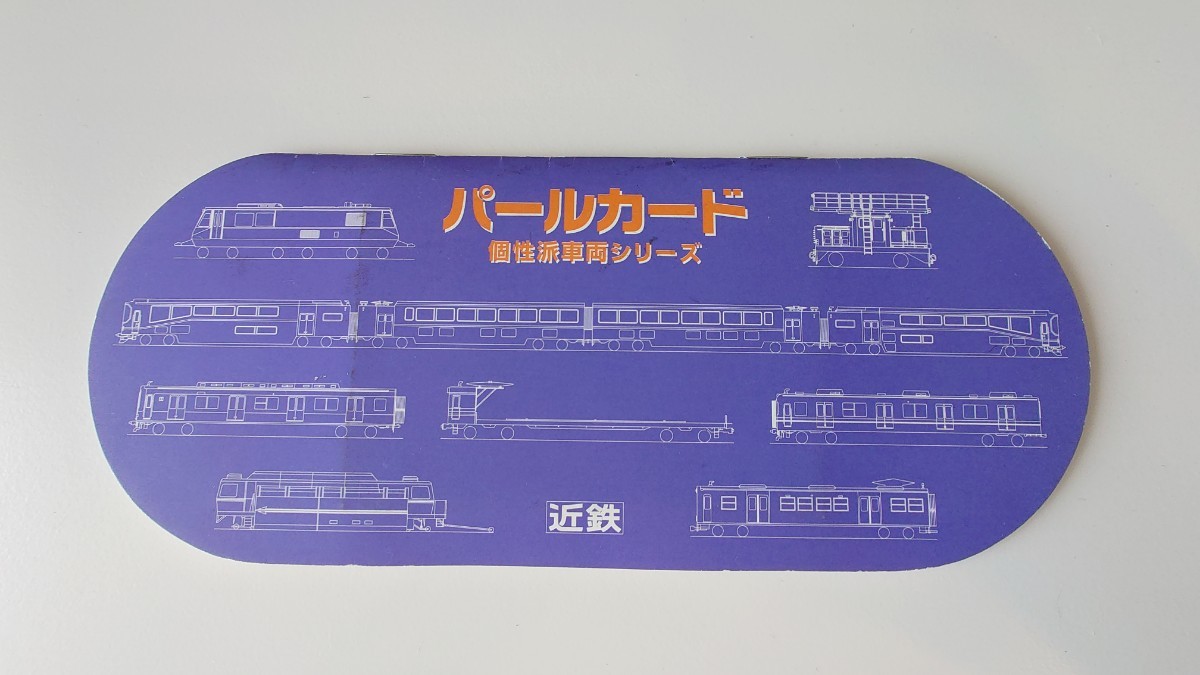 パールカード
個性派車両シリーズ
近鉄